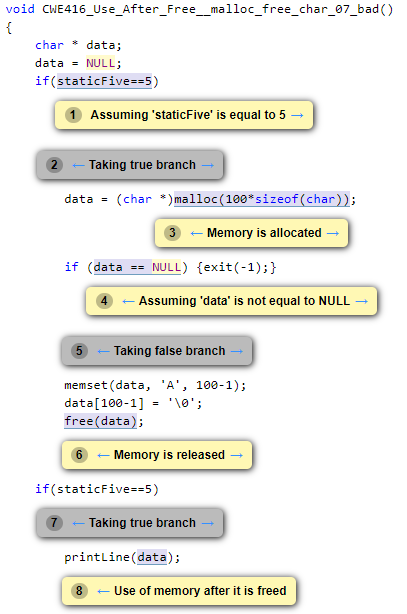 void CWE416_Use_After_Free__malloc_free_char_07_bad()
{
char * data;
data = NULL;
if(staticFive==5)
1 Assuming 'staticFive' is equal to 5 →
2 ← Taking true branch →
data = (char *)malloc(100*sizeof(char));
3 ← Memory is allocated →
if (data == NULL) {exit(-1);}
4 ← Assuming 'data' is not equal to NULL →
5 ← Taking false branch →
memset(data, 'A', 100-1);
data[100-1] = '\0';
free(data);
6 ← Memory is released →
if(staticFive==5)
7 ← Taking true branch →
printLine(data);
8 ← Use of memory after it is freed